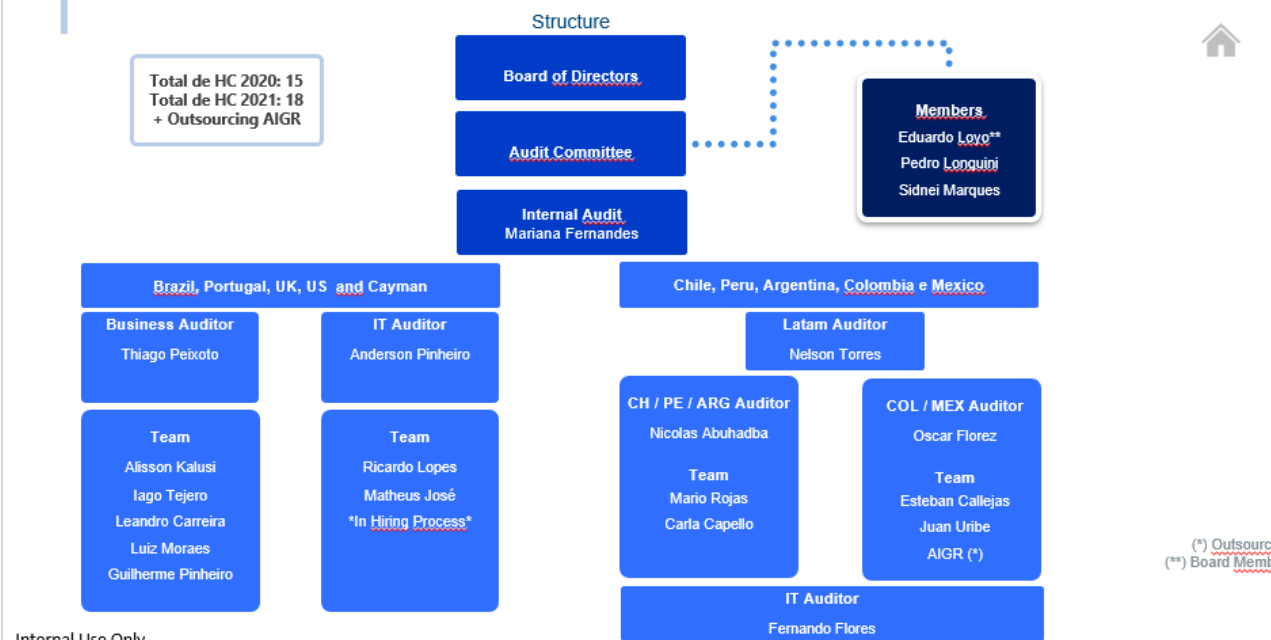 Structure
Total de HC 2020: 15
Total de HC 2021: 18
+ Outsourcing AIGR
Board of Directors
Audit Committee
Members
Eduardo Loyo**
Pedro Longuini
Sidnei Marques
Internal Audit
Mariana Fernandes
Brazil, Portugal, UK, US and Cayman
Business Auditor
Thiago Peixoto
IT Auditor
Anderson Pinheiro
Team
Alisson Kalusi
Iago Tejero
Leandro Carreira
Luiz Moraes
Guilherme Pinheiro
Team
Ricardo Lopes
Matheus José
*In Hiring Process*
Chile, Peru, Argentina, Colombia e Mexico
Latam Auditor
Nelson Torres
CH / PE / ARG Auditor
Nicolas Abuhadba
Team
Mario Rojas
Carla Capello
COL / MEX Auditor
Oscar Florez
Team
Esteban Callejas
Juan Uribe
AIGR (*)
IT Auditor
Fernando Flores
(*) Outsourc
(**) Board Memb
Internal Use Only